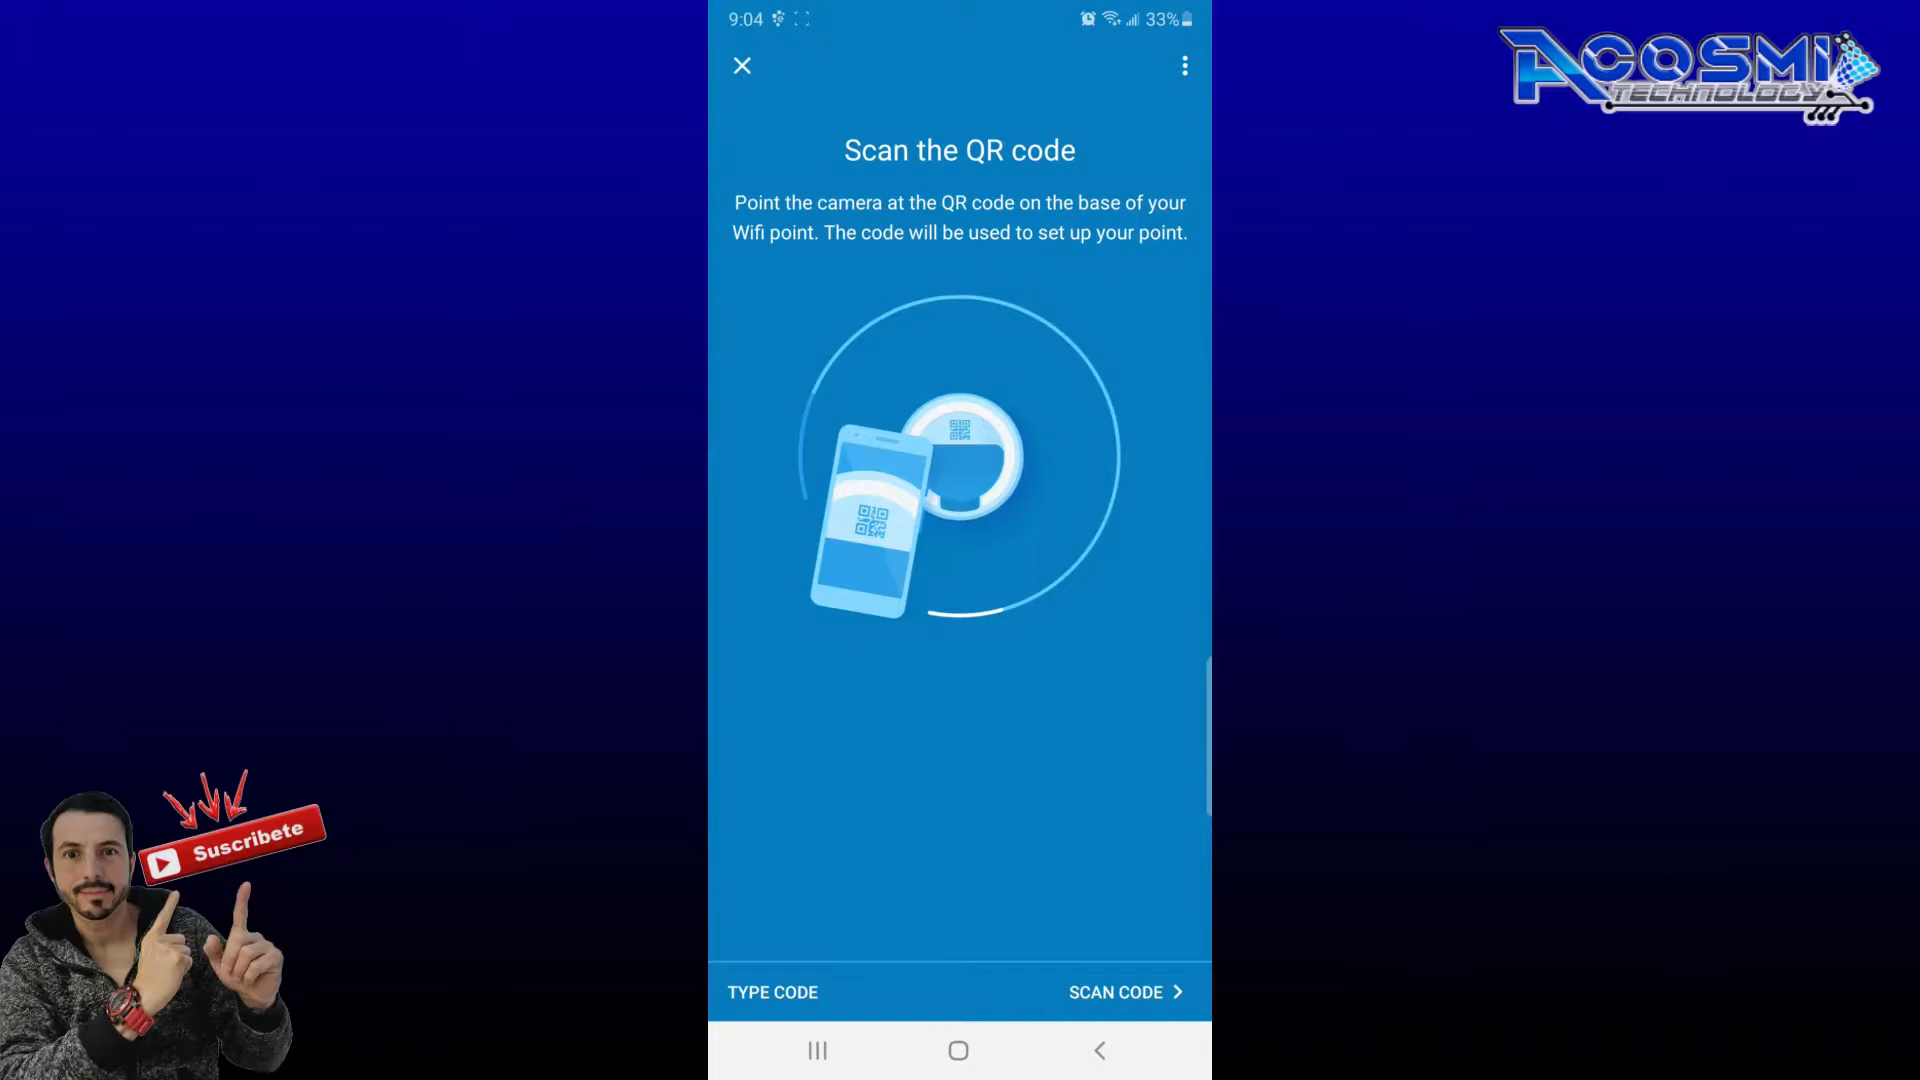 9:04
33%
ACOSMI
TECHNOLOGY
Scan the QR code
Point the camera at the QR code on the base of your
Wifi point. The code will be used to set up your point.
Suscribete
TYPE CODE
SCAN CODE